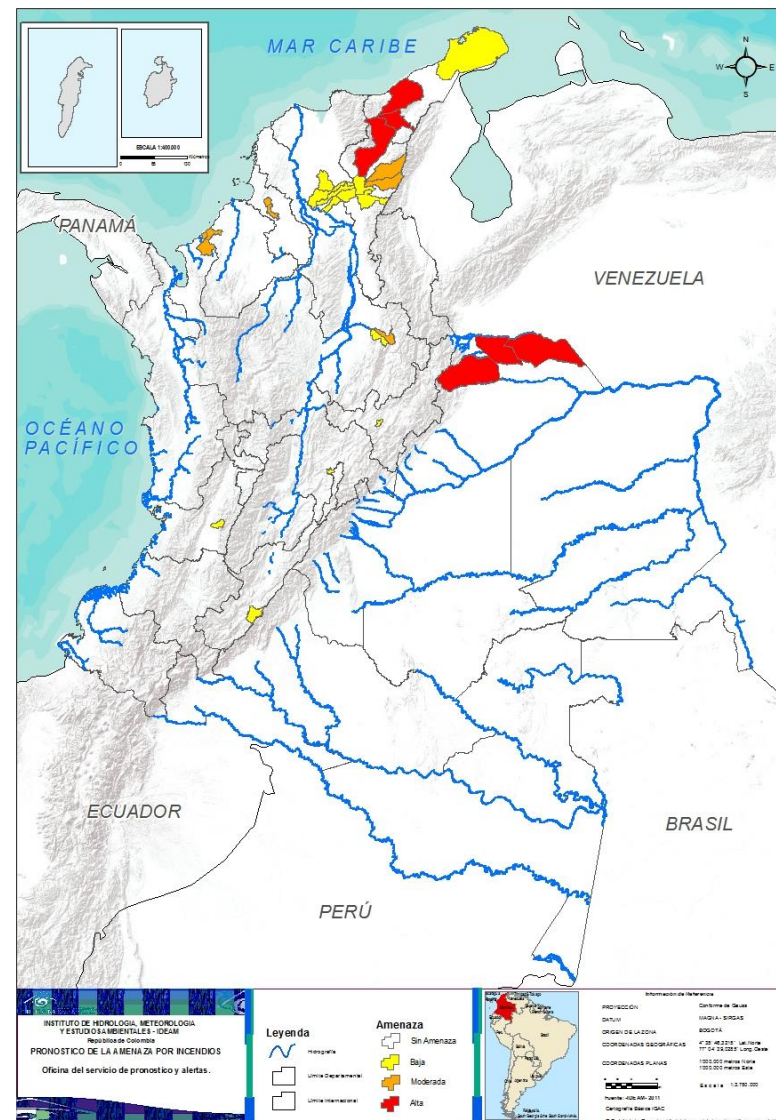 MAR CARIBE
N
W
E
S
ESCALA 1:400.000
PANAMÁ
VENEZUELA
OCÉANO
PACÍFICO
ECUADOR
BRASIL
PERÚ
INSTITUTO DE HIDROLOGIA, METEOROLOGIA
Y ESTUDIOS AMBIENTALES - IDEAM
República de Colombia
PRONOSTICO DE LA AMENAZA POR INCENDIOS
Oficina del servicio de pronostico y alertas.
Leyenda
Hidrografía
Límite Departamental
Límite Internacional
Amenaza
Sin Amenaza
Baja
Moderada
Alta
Brasil
Información de Referencia
PROYECCIÓN Conforme de Gauss
DATUM MAGNA - SIRGAS
ORIGEN DE LA ZONA BOGOTÁ
COORDENADAS GEOGRÁFICAS
COORDENADAS PLANAS 1'000.000 metros Norte
1'000.000 metros Este
Escala 1:3.750.000
Cartografía Básica IGAC